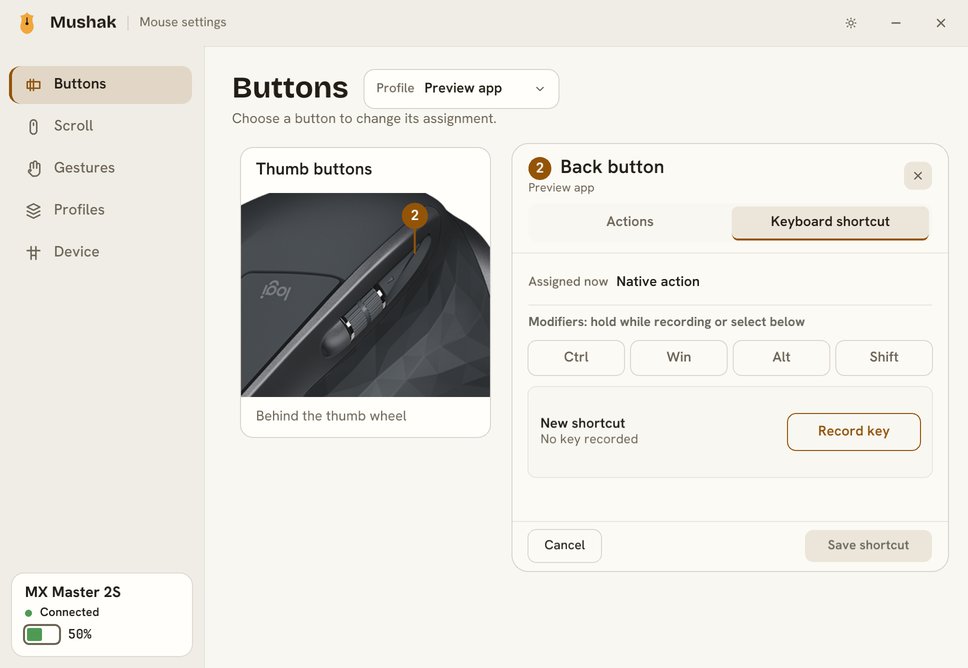 Mushak
Mouse settings
Buttons
Scroll
Gestures
Profiles
Device
MX Master 2S
Connected
50%
Buttons
Profile Preview app
Choose a button to change its assignment.
Thumb buttons
2
logi
Behind the thumb wheel
2 Back button
Preview app
Actions
Keyboard shortcut
Assigned now Native action
Modifiers: hold while recording or select below
Ctrl
Win
Alt
Shift
New shortcut
No key recorded
Record key
Cancel
Save shortcut